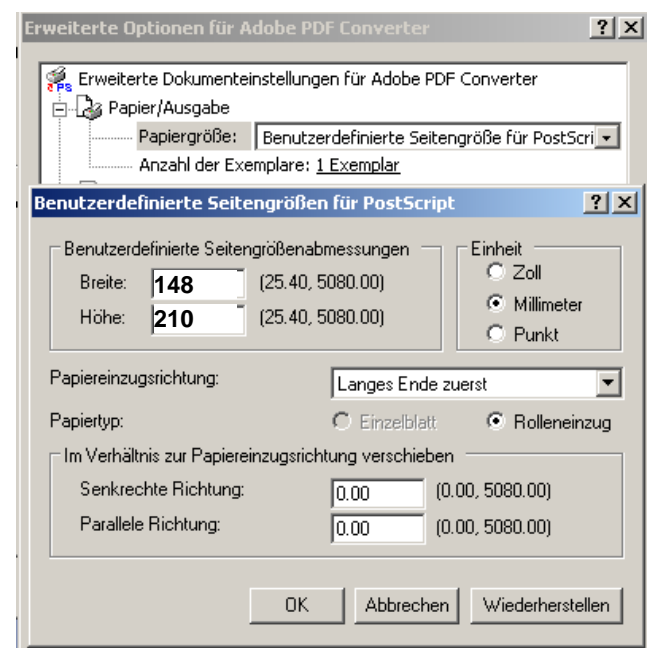 Erweiterte Optionen für Adobe PDF Converter
Erweiterte Dokumenteinstellungen für Adobe PDF Converter
Papier/Ausgabe
Papiergröße: Benutzerdefinierte Seitengröße für PostScri
Anzahl der Exemplare: 1 Exemplar
Benutzerdefinierte Seitengrößen für PostScript
Benutzerdefinierte Seitengrößenabmessungen
Breite: 148 (25.40, 5080.00)
Höhe: 210 (25.40, 5080.00)
Einheit
Zoll
Millimeter
Punkt
Papiereinzugsrichtung: Langes Ende zuerst
Papiertyp: Einzelblatt Rolleneinzug
Im Verhältnis zur Papiereinzugsrichtung verschieben
Senkrechte Richtung: 0.00 (0.00, 5080.00)
Parallele Richtung: 0.00 (0.00, 5080.00)
OK Abbrechen Wiederherstellen